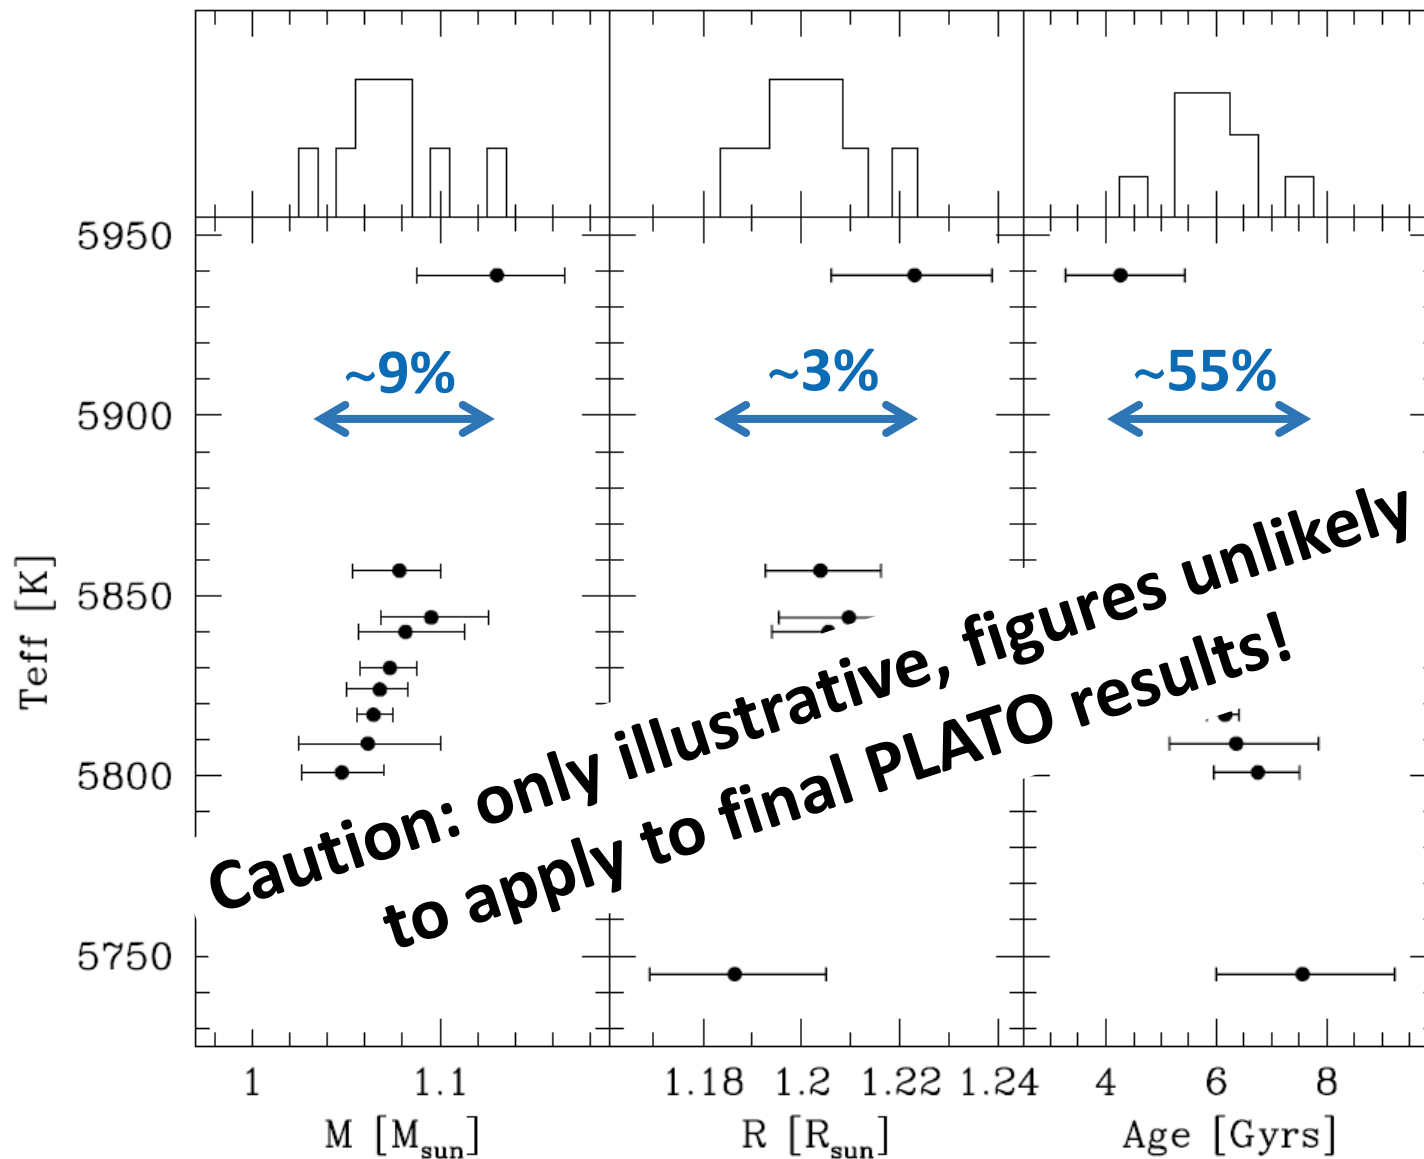 5950
5900
5850
5800
5750
Teff [K]
~9%
~3%
~55%
Caution: only illustrative, figures unlikely
to apply to final PLATO results!
1 1.1
1.18 1.2 1.22 1.24
4 6 8
M [Msun]
R [Rsun]
Age [Gyrs]